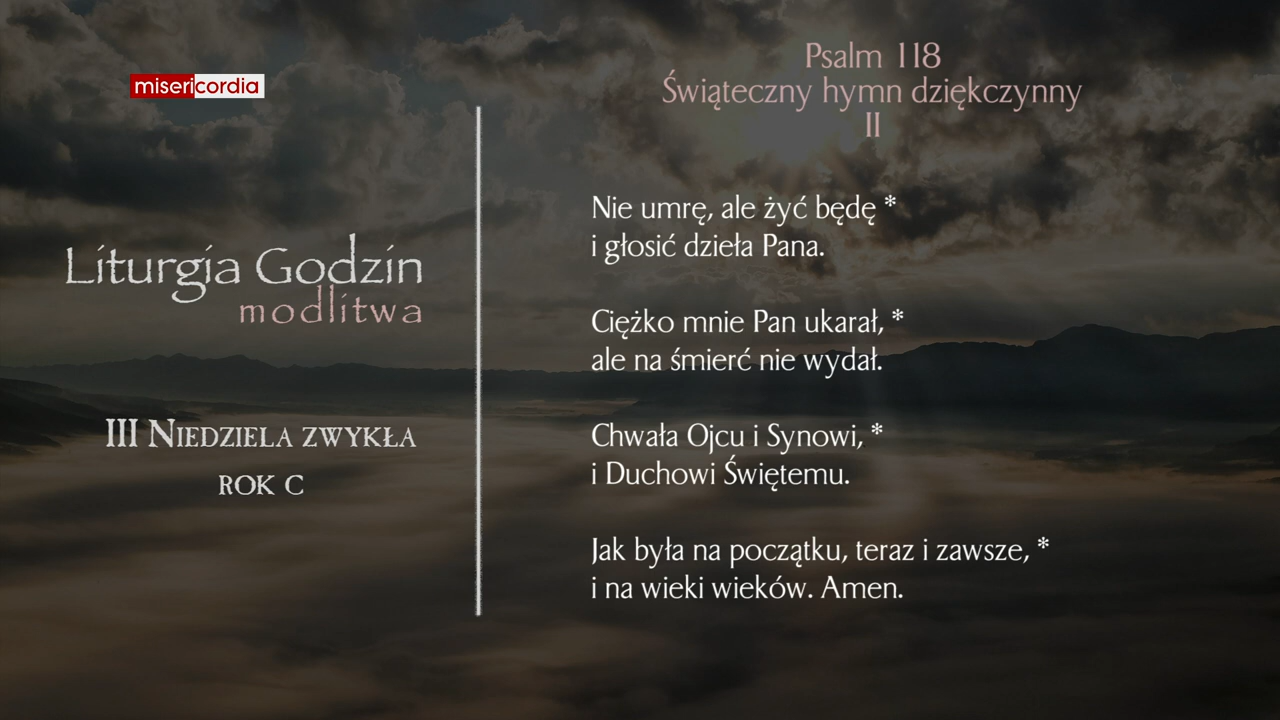 misericordia
Liturgia Godzin
modlitwa
III Niedziela zwykła
rok C
Psalm 118
Świąteczny hymn dziękczynny
II
Nie umrę, ale żyć będę *
i głosić dzieła Pana.
Ciężko mnie Pan ukarał, *
ale na śmierć nie wydał.
Chwała Ojcu i Synowi, *
i Duchowi Świętemu.
Jak była na początku, teraz i zawsze, *
i na wieki wieków. Amen.